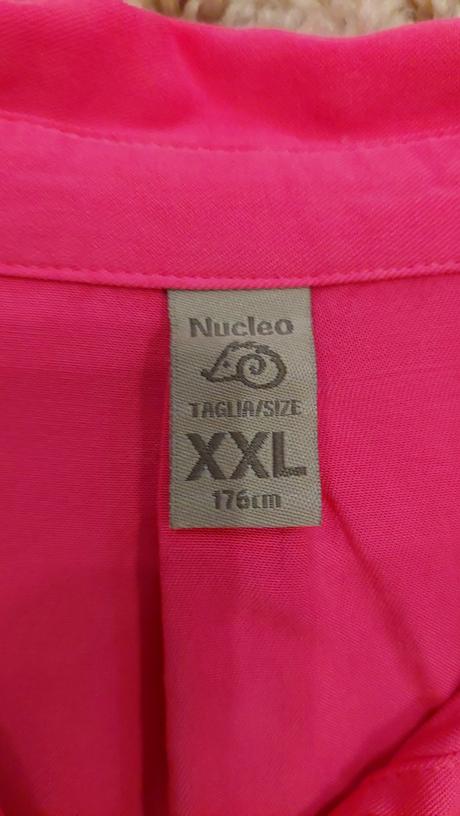 Nucleo
TAGLIA/SIZE
XXL
176cm